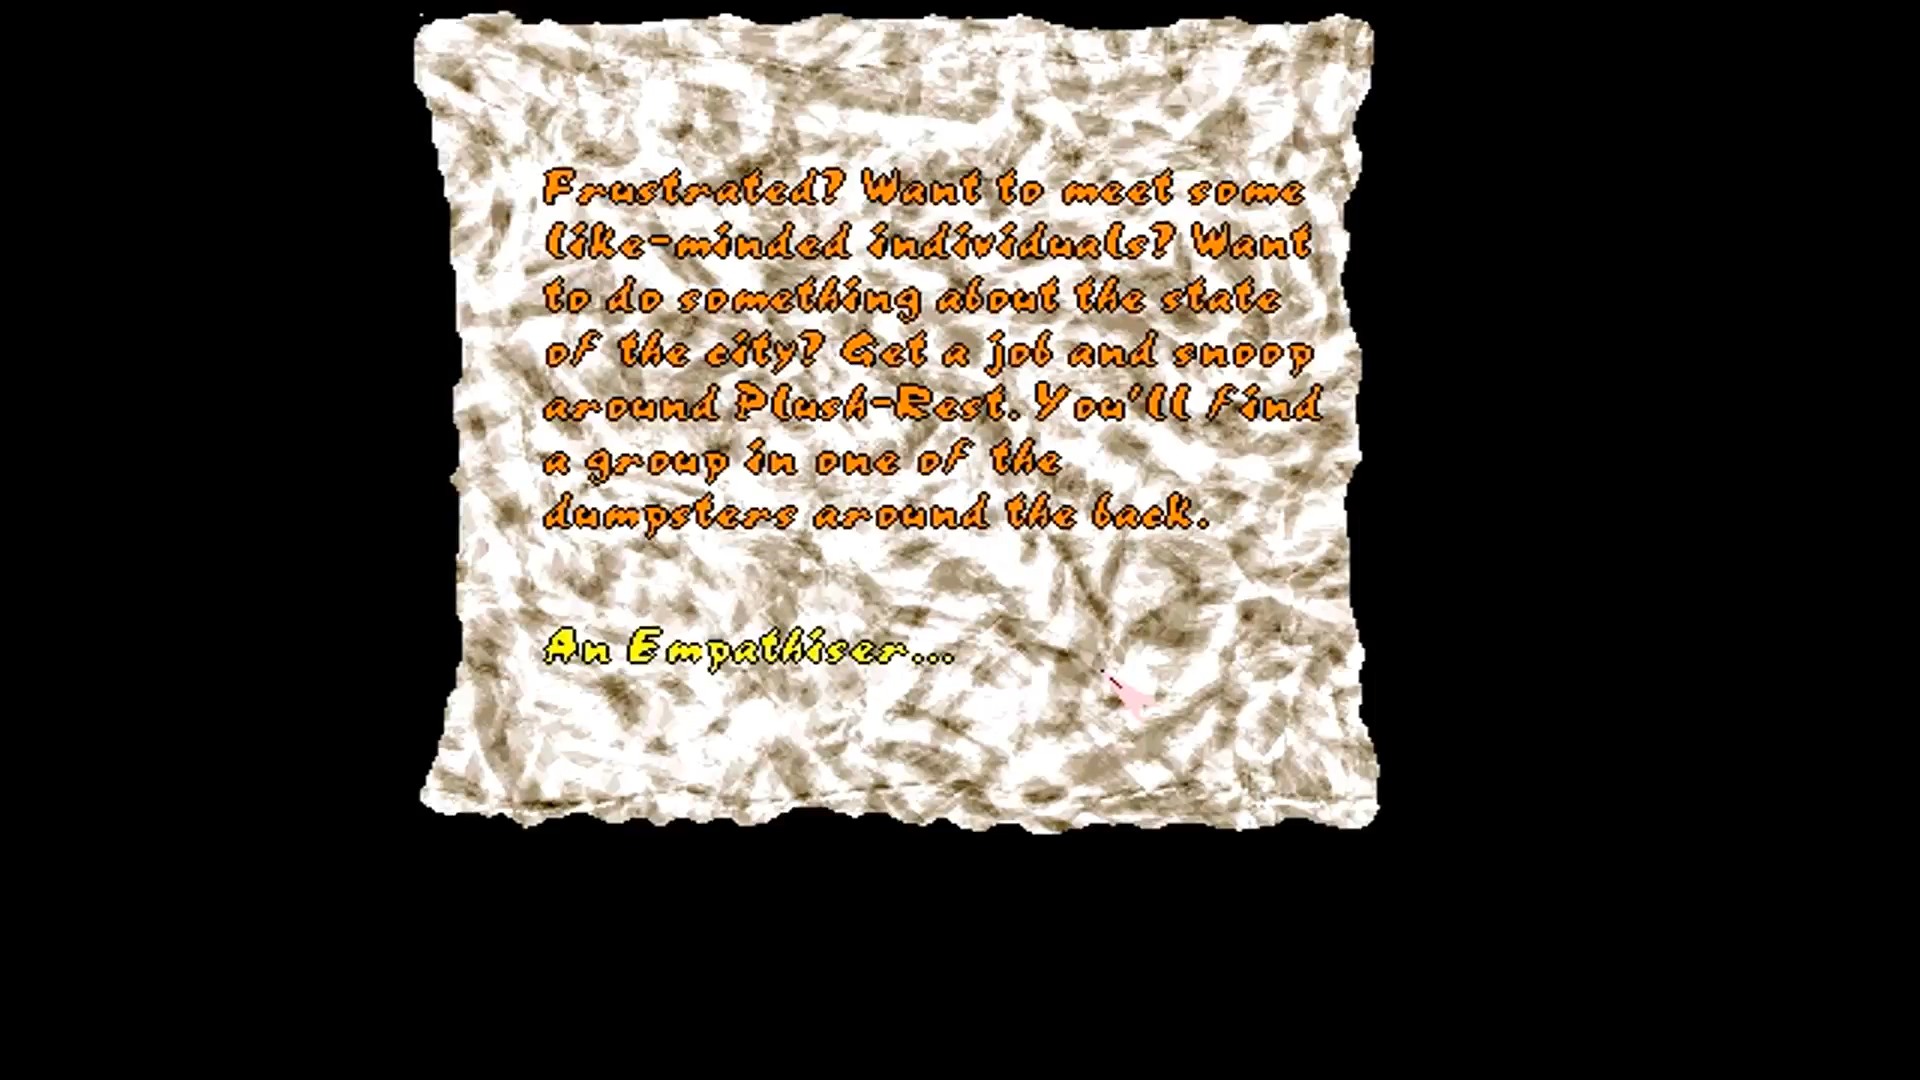 Frustrated? Want to meet some
like-minded individuals? Want
to do something about the state
of the city? Get a job and snoop
around Plush-Rest. You'll find
a group in one of the
dumpsters around the back.
An Empathiser...